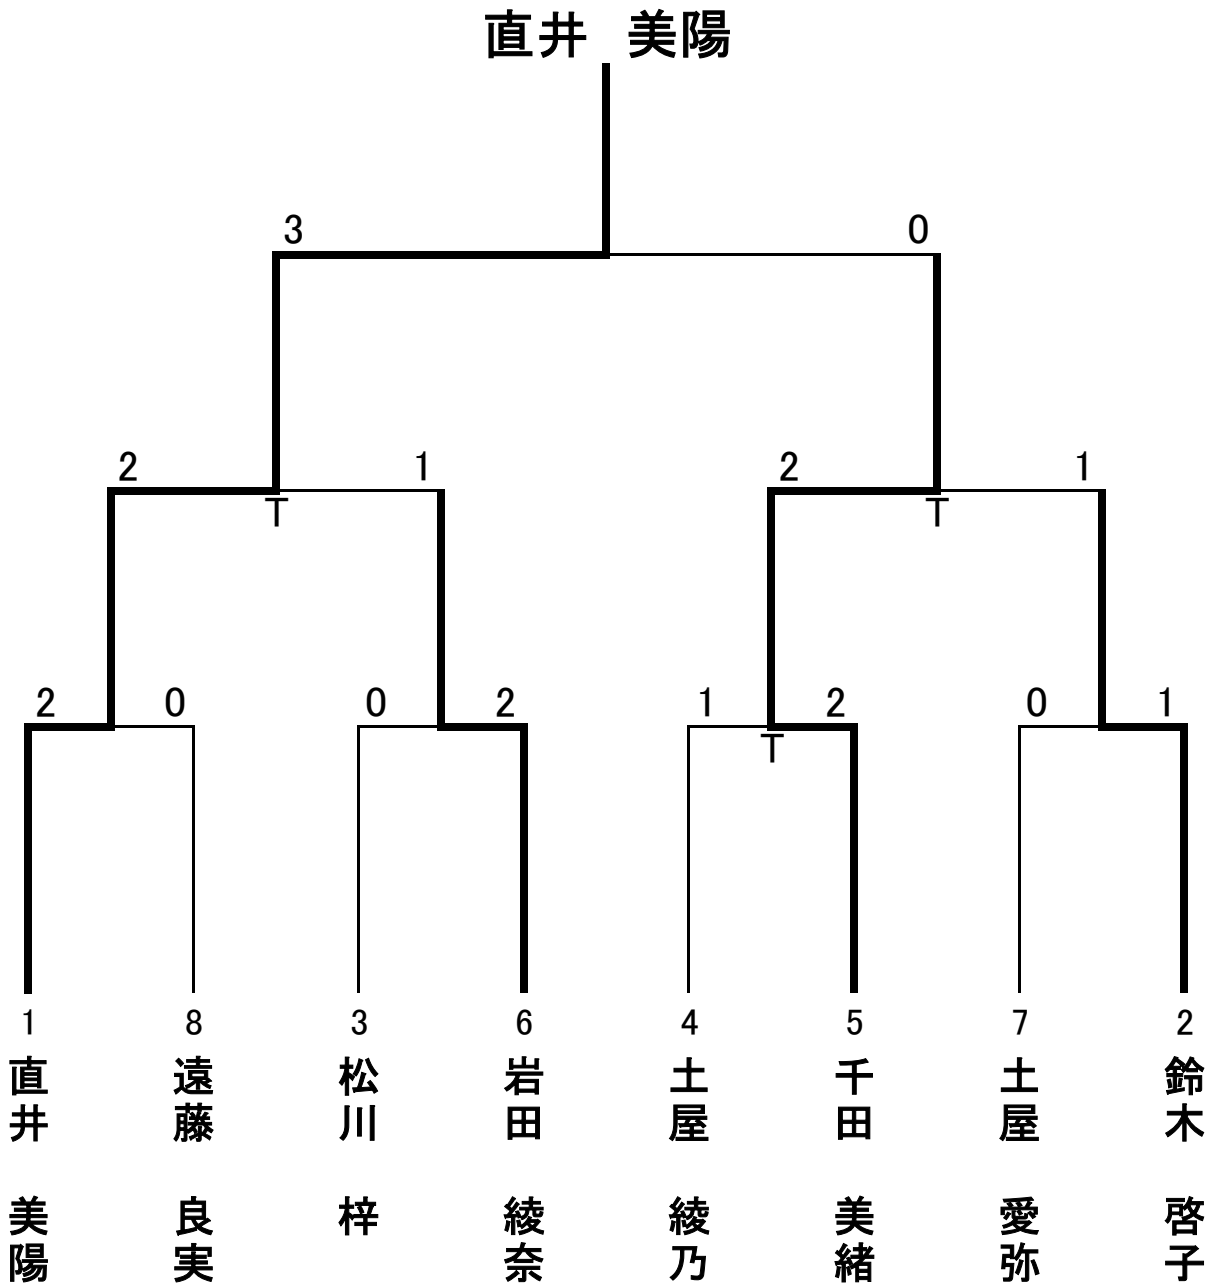 直井 美陽
3 0
2 1 2 1
T T
2 0 0 2 1 2 0 1
T
1 8 3 6 4 5 7 2
直井 美陽
遠藤 良実
松川 梓
岩田 綾奈
土屋 綾乃
千田 美緒
土屋 愛弥
鈴木 啓子